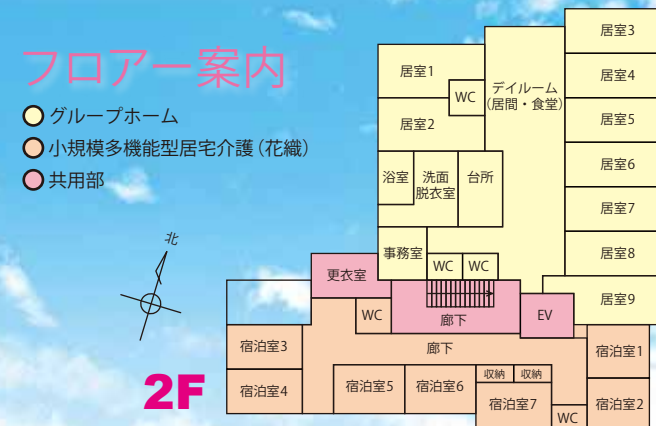 フロアー案内
グループホーム
小規模多機能型居宅介護(花織)
共用部
北
2F
居室1
WC
居室2
デイルーム
(居間・食堂)
居室3
居室4
居室5
居室6
居室7
居室8
居室9
浴室
洗面
脱衣室
台所
事務室
WC
WC
更衣室
WC
廊下
EV
廊下
宿泊室3
宿泊室4
宿泊室5
宿泊室6
収納
収納
宿泊室7
WC
宿泊室1
宿泊室2